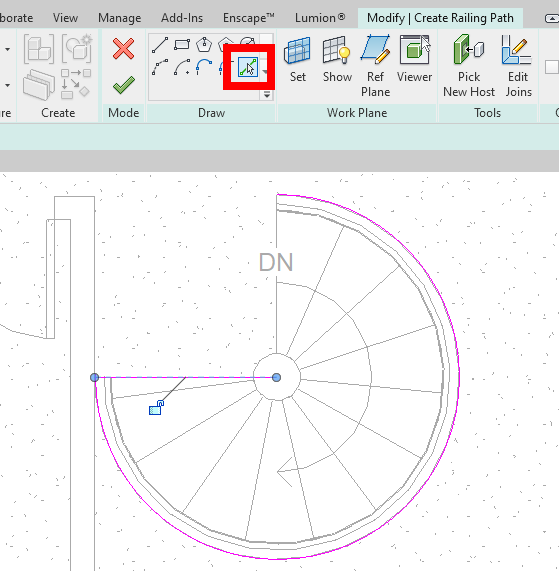 borate View Manage Add-Ins Enscape™ Lumion® Modify | Create Railing Path
Set Show Ref Plane Viewer Pick New Host Edit Joins
re Create Mode Draw Work Plane Tools
DN